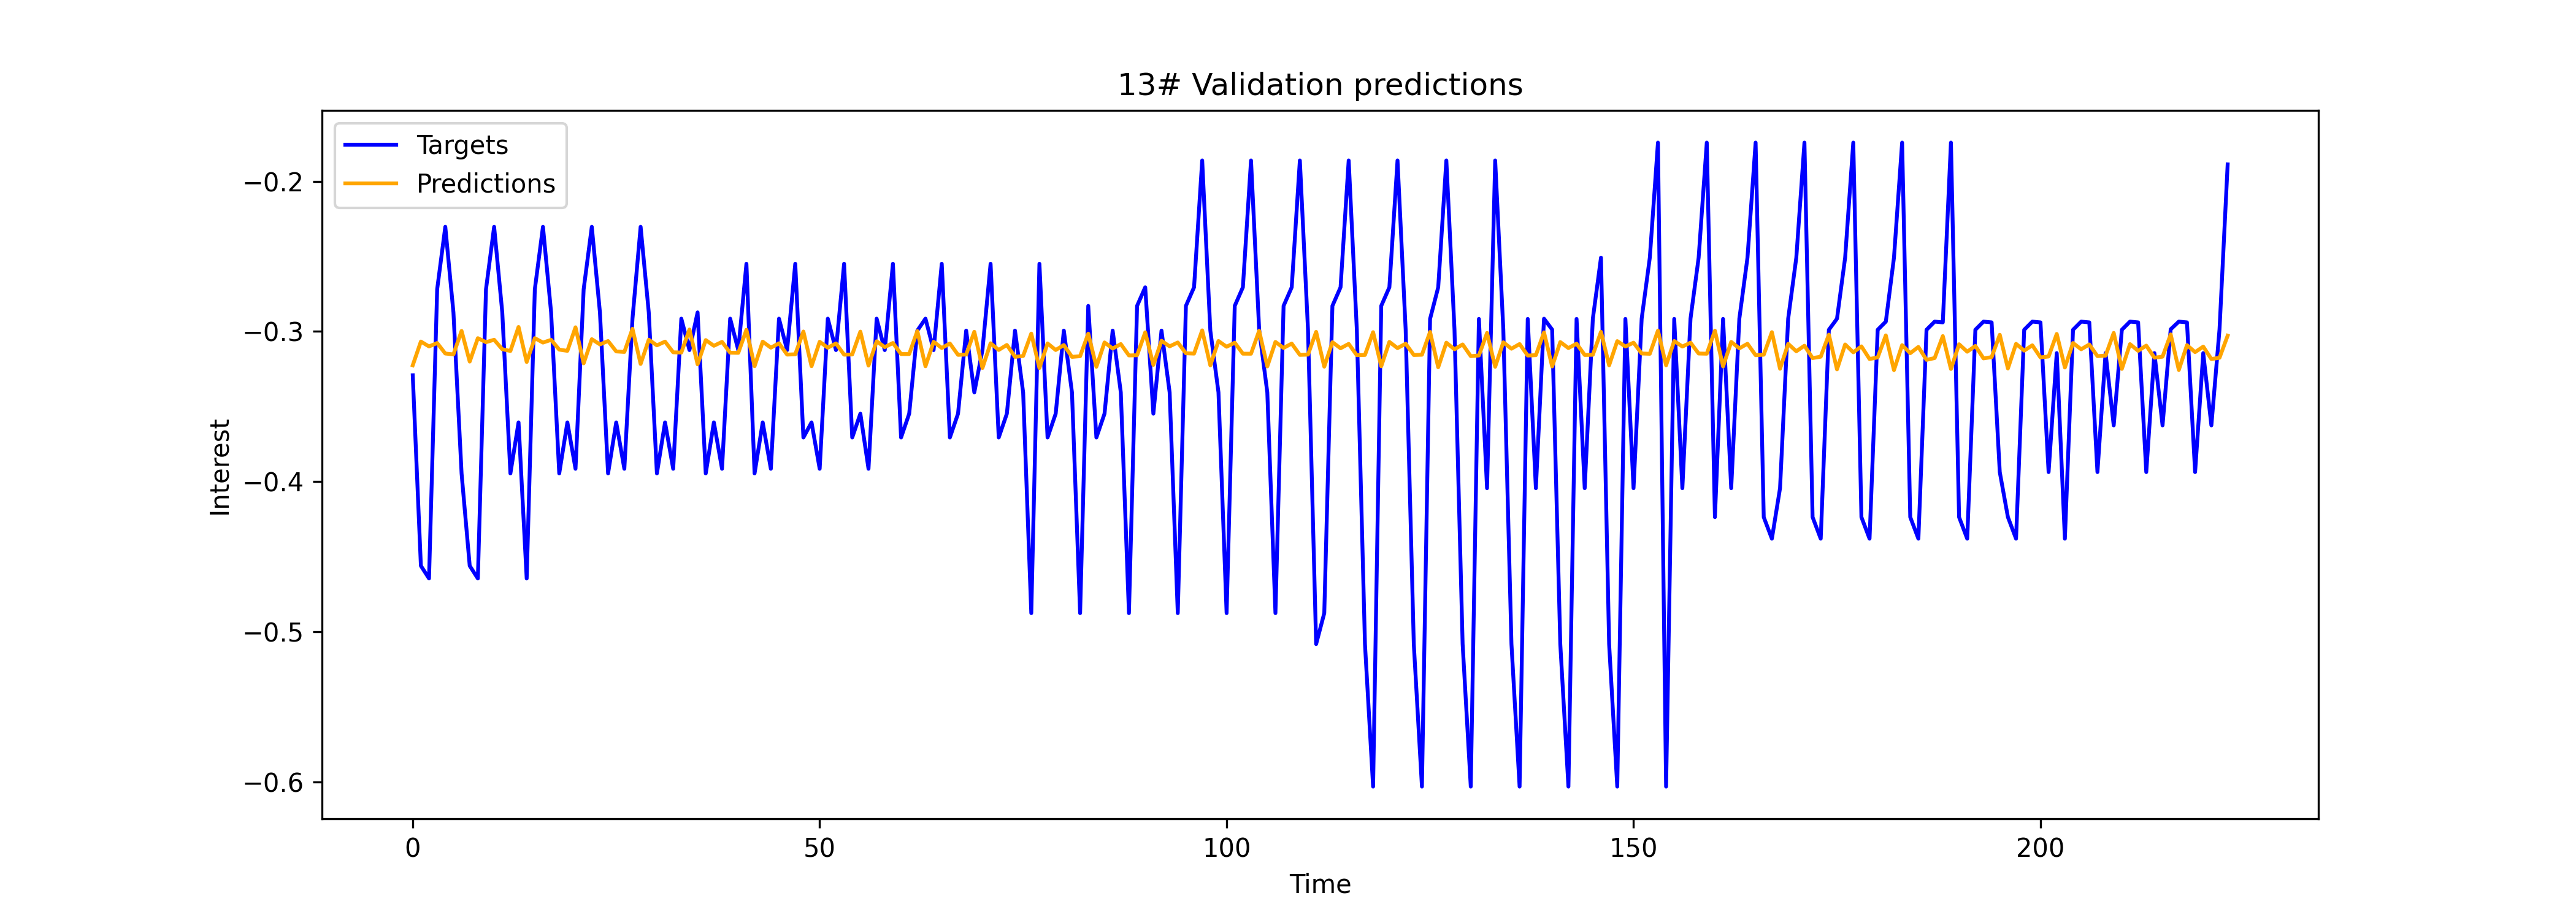 13# Validation predictions
Targets
Predictions
Interest
−0.2
−0.3
−0.4
−0.5
−0.6
0 50 100 150 200
Time